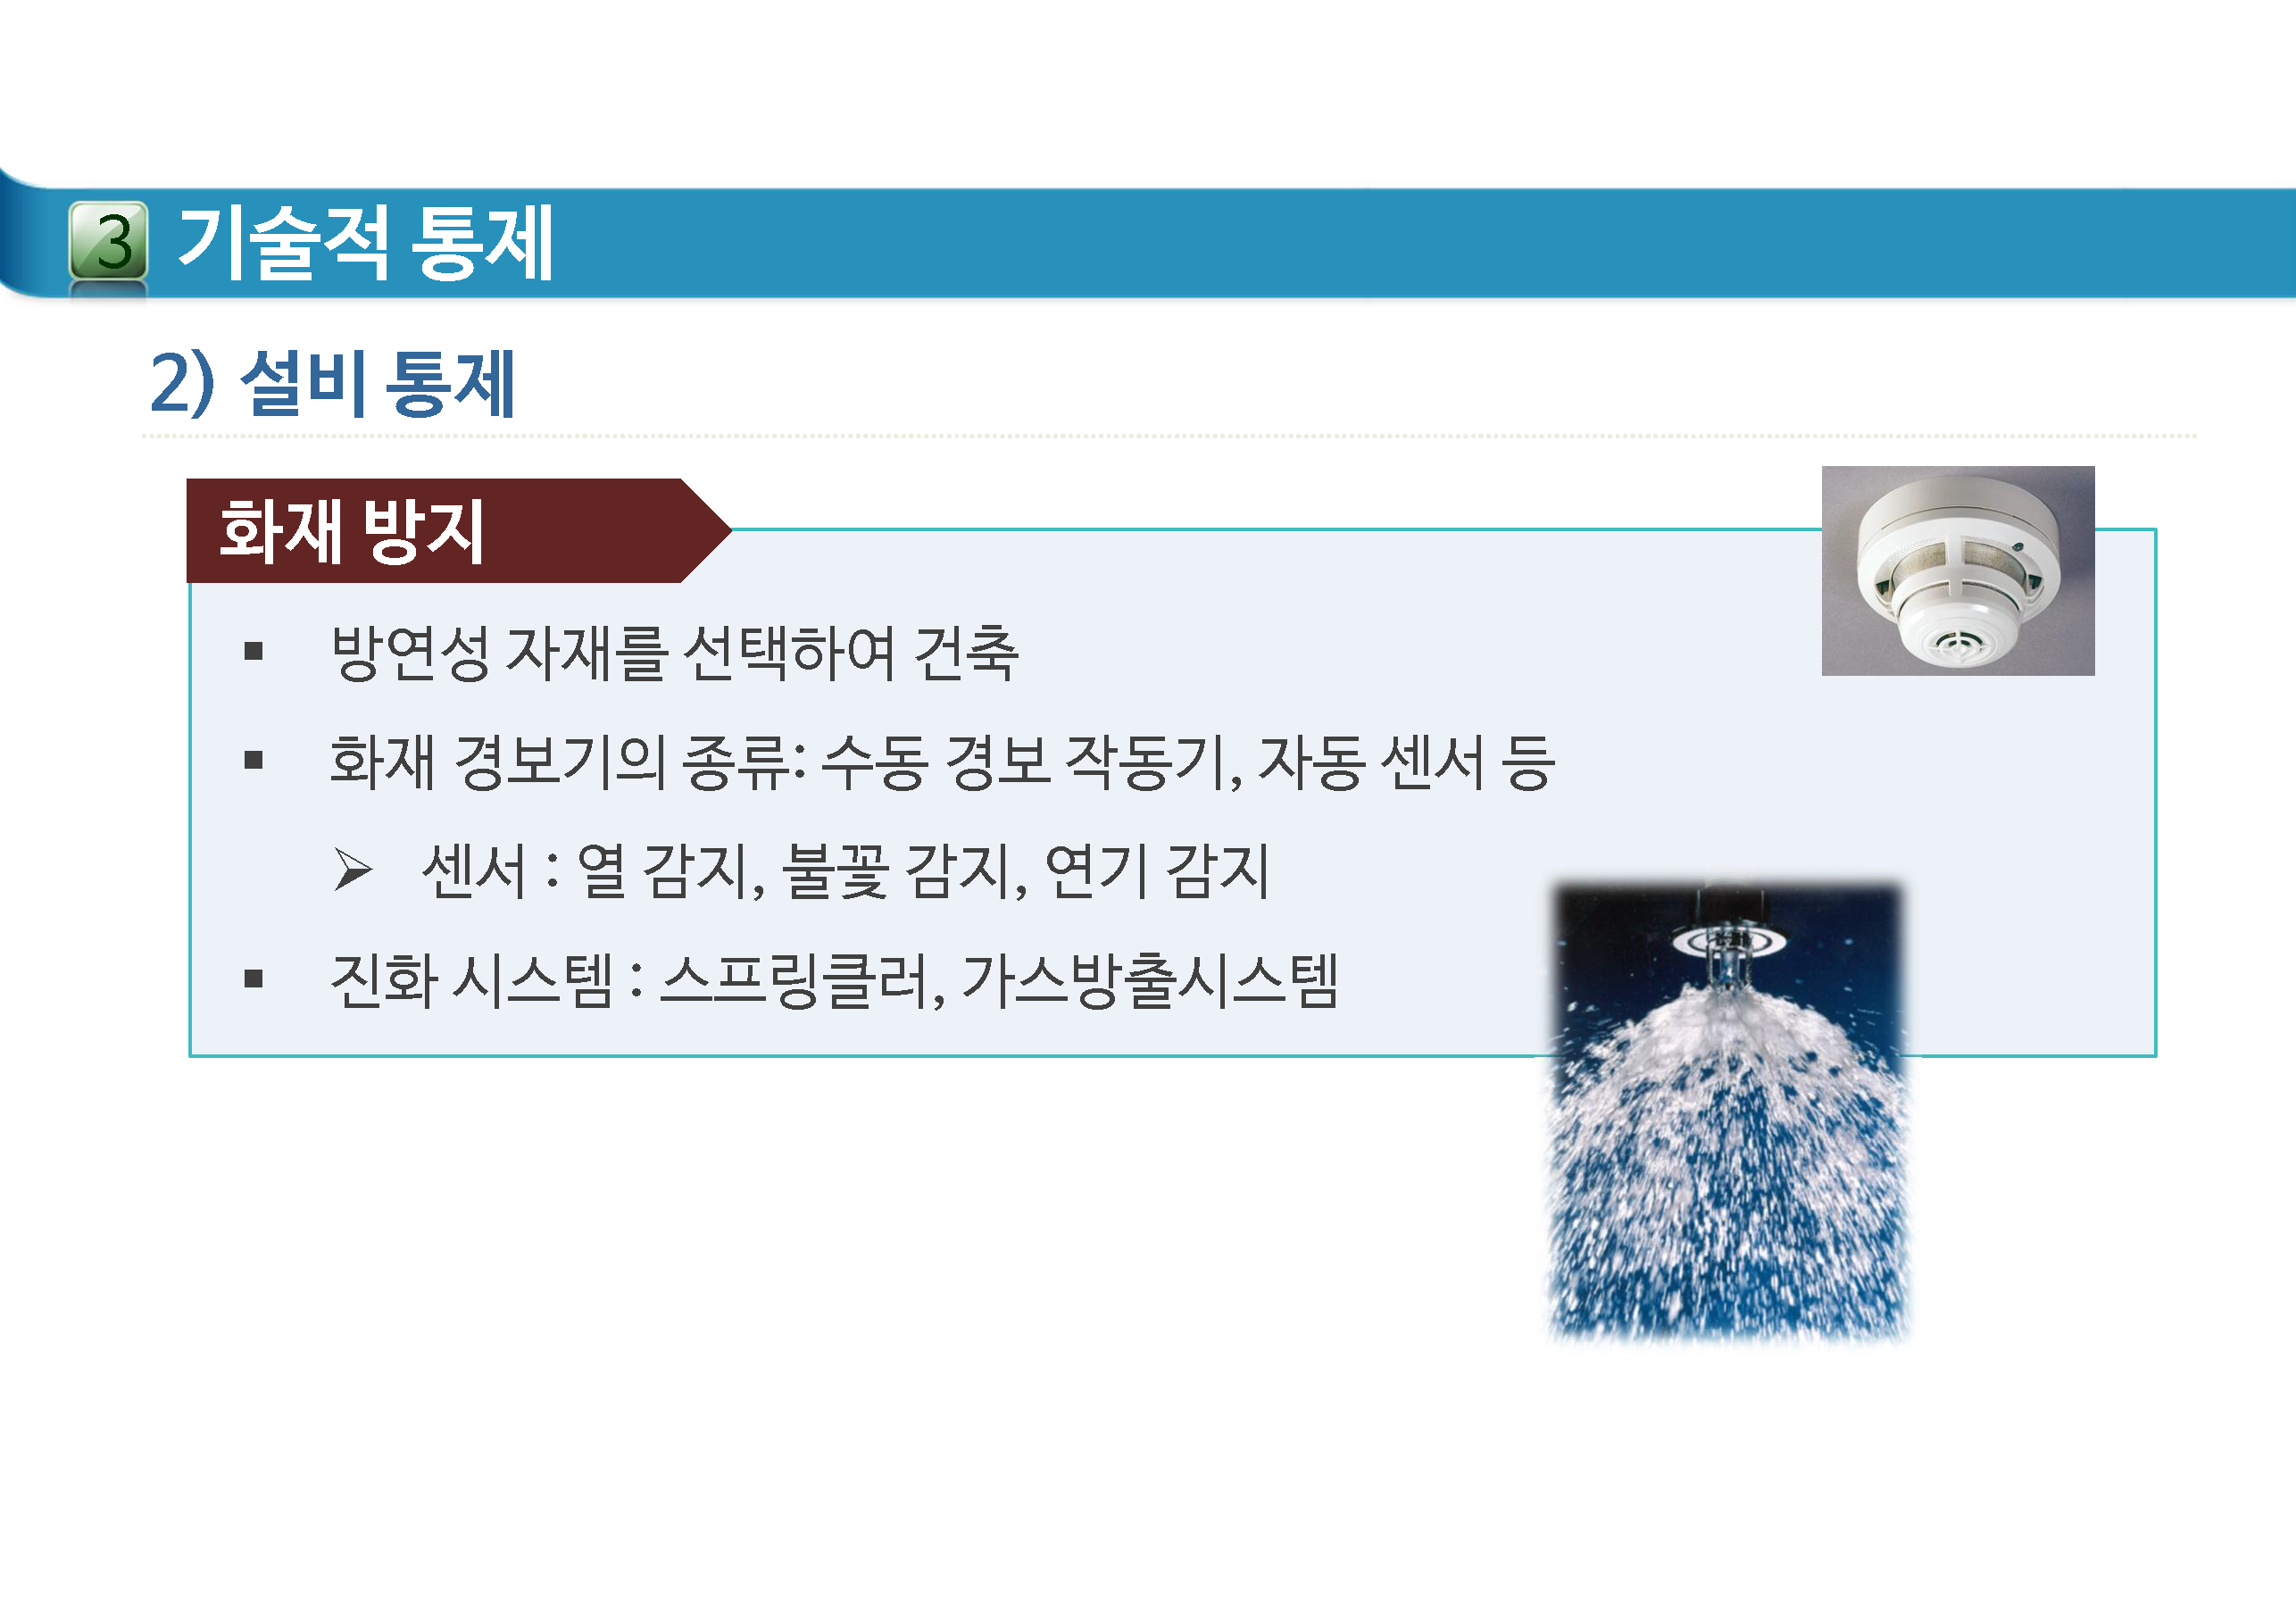 3 기술적 통제
2) 설비 통제
화재 방지
▪ 방연성 자재를 선택하여 건축
▪ 화재 경보기의 종류: 수동 경보 작동기, 자동 센서 등
➢ 센서 : 열 감지, 불꽃 감지, 연기 감지
▪ 진화 시스템 : 스프링클러, 가스방출시스템